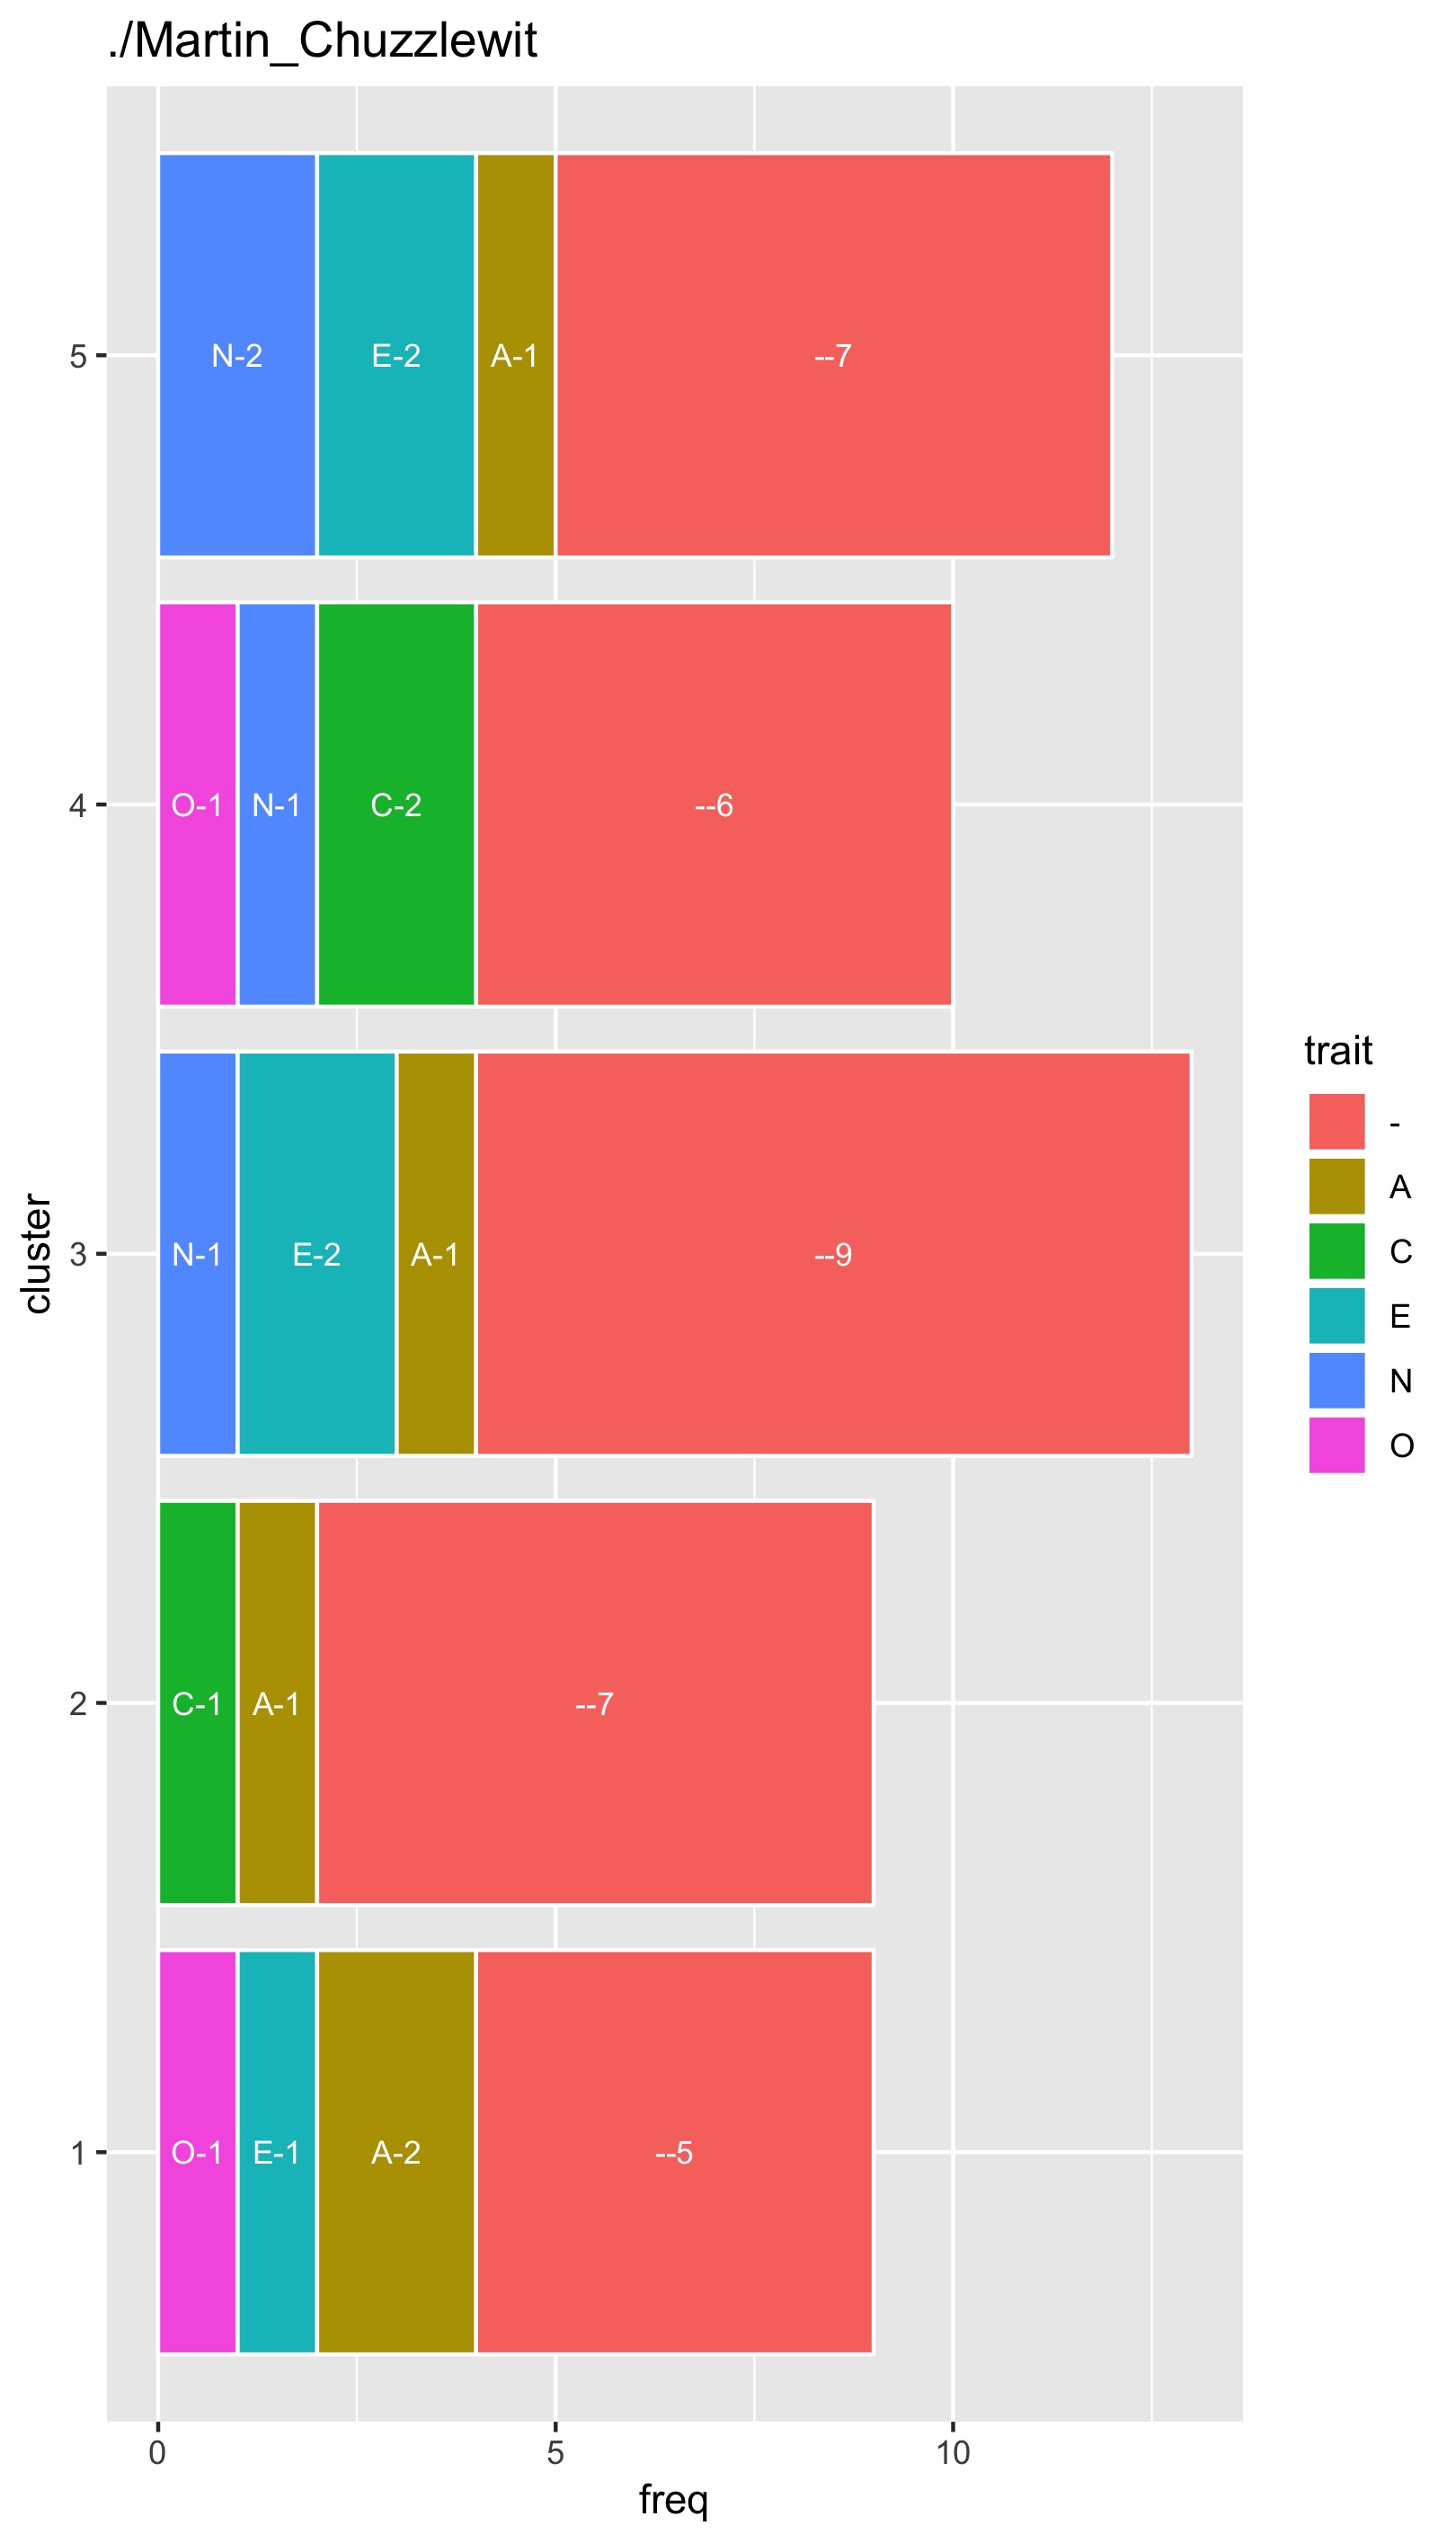 ./Martin_Chuzzlewit
5
N-2
E-2
A-1
--7
4
O-1
N-1
C-2
--6
3
N-1
E-2
A-1
--9
2
C-1
A-1
--7
1
O-1
E-1
A-2
--5
0
5
10
freq
cluster
trait
-
A
C
E
N
O